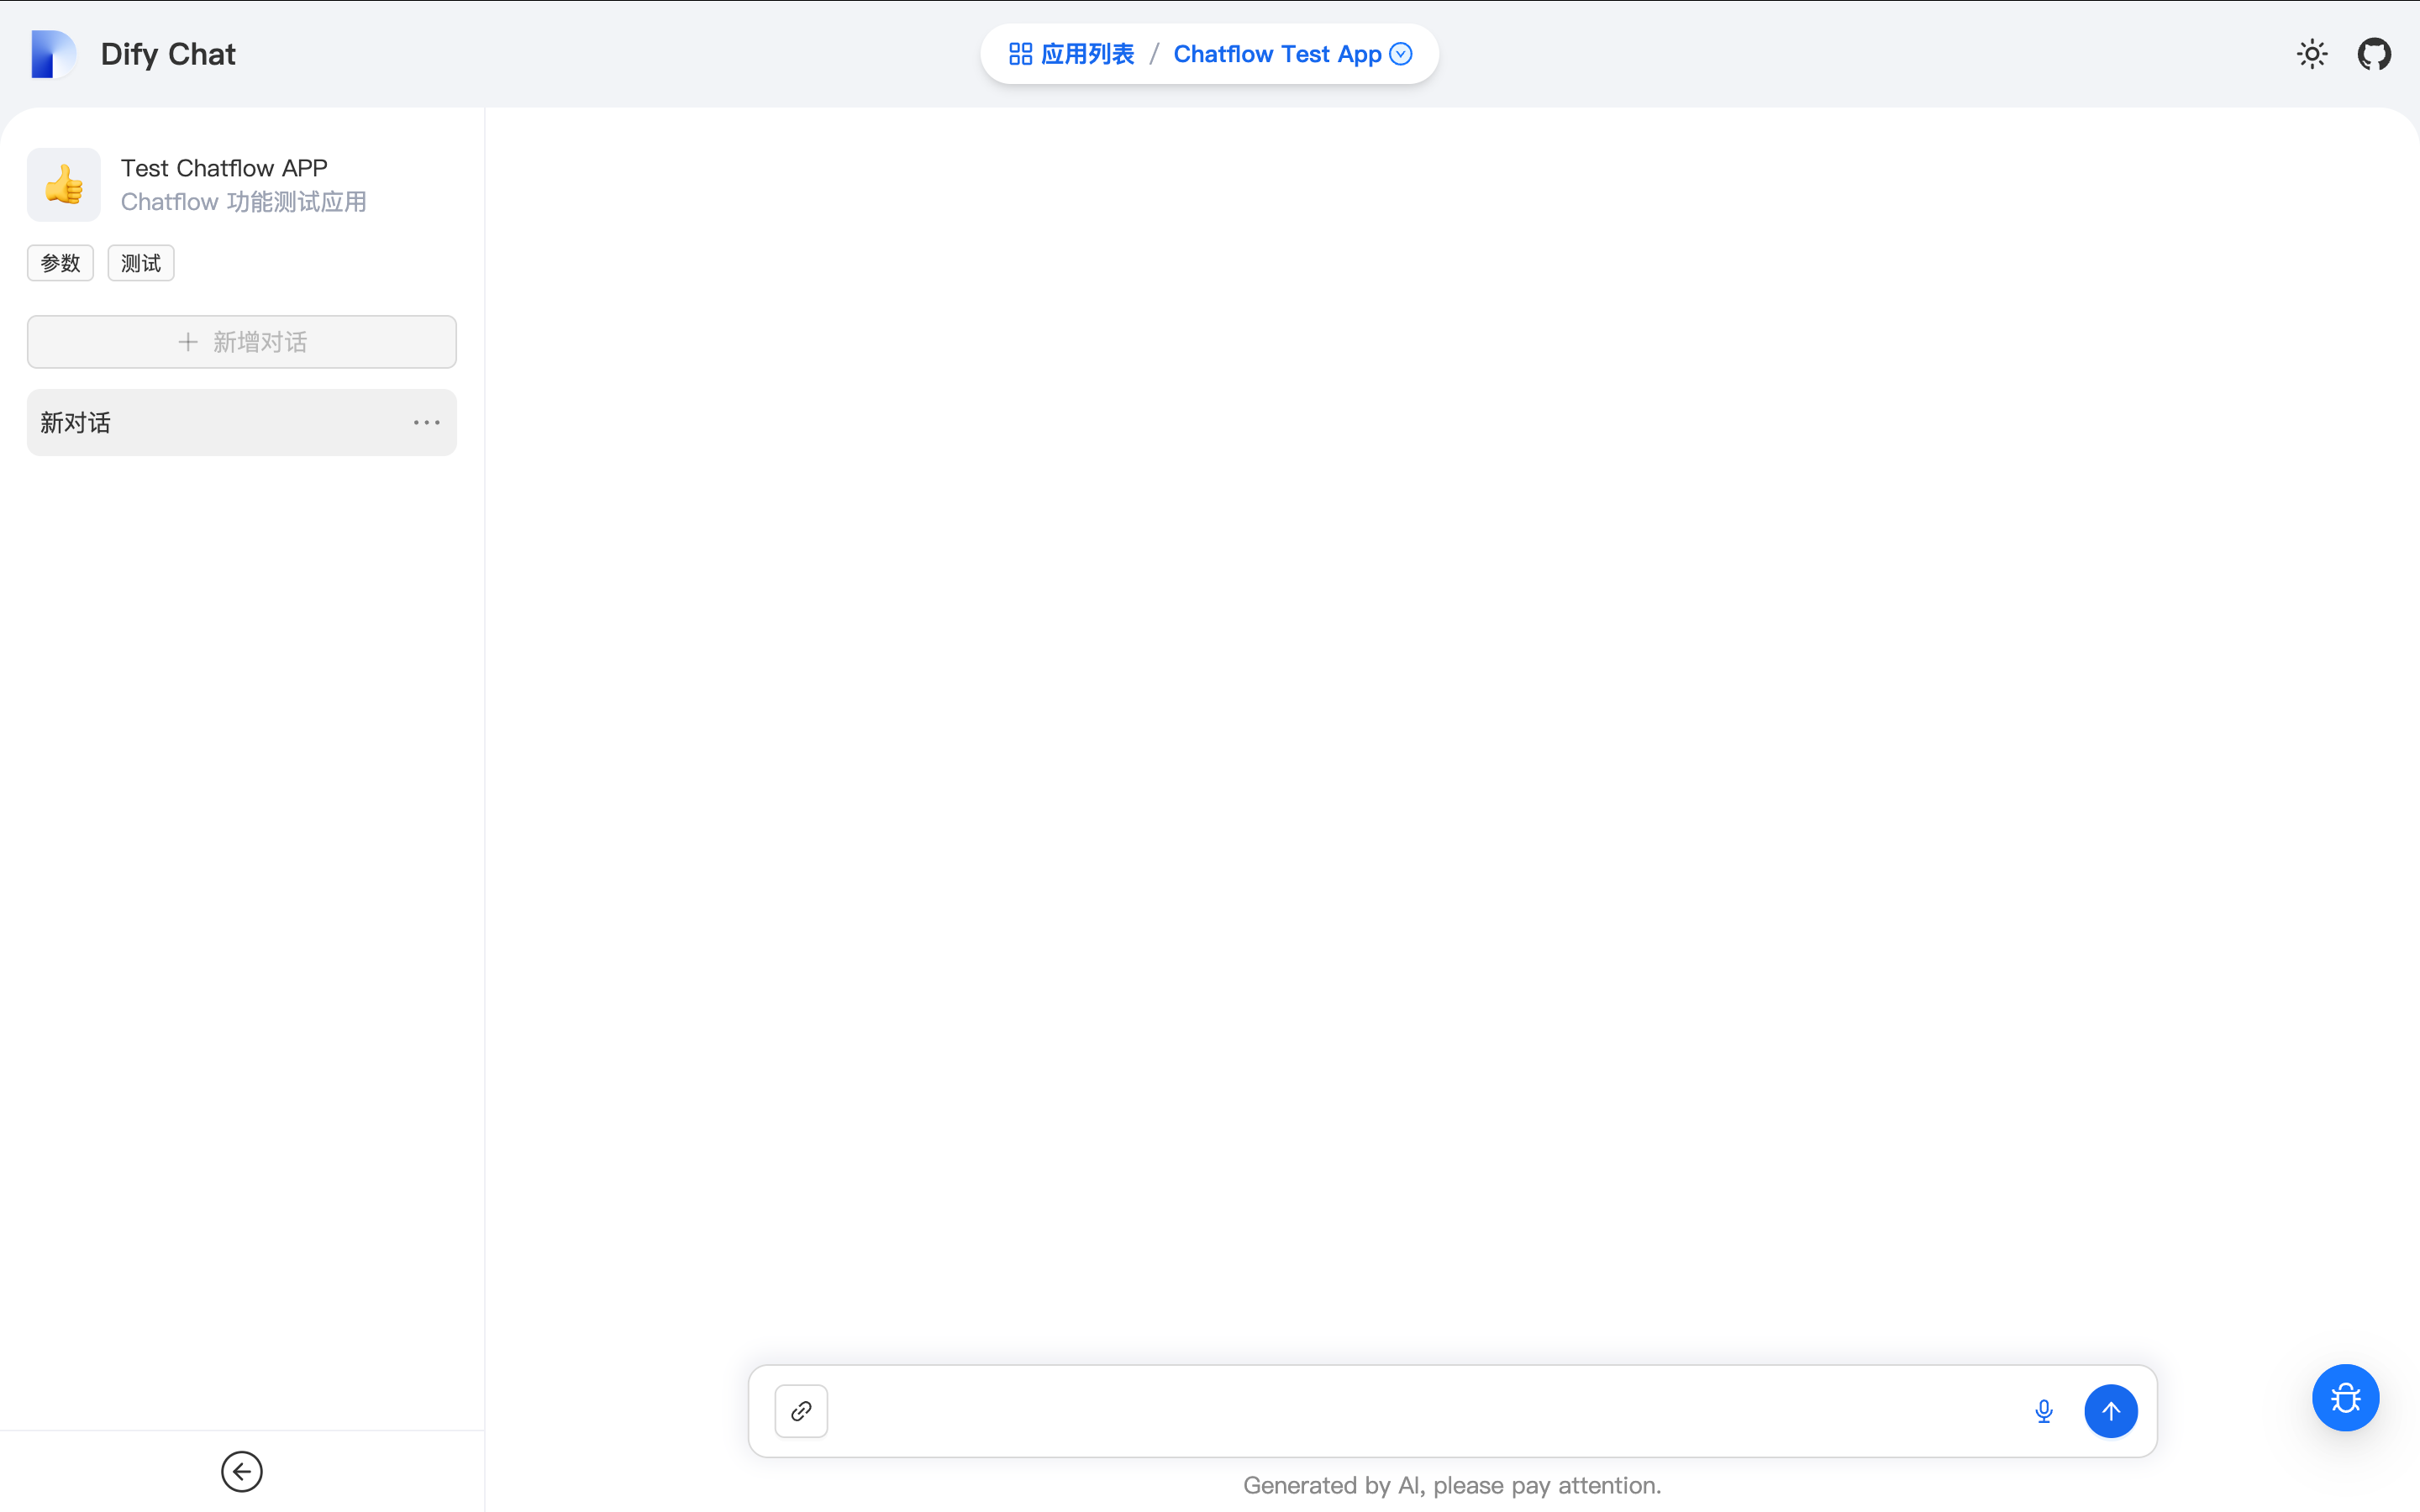 Dify Chat
应用列表 / Chatflow Test App
Test Chatflow APP
Chatflow 功能测试应用
参数 测试
新增对话
新对话
Generated by AI, please pay attention.